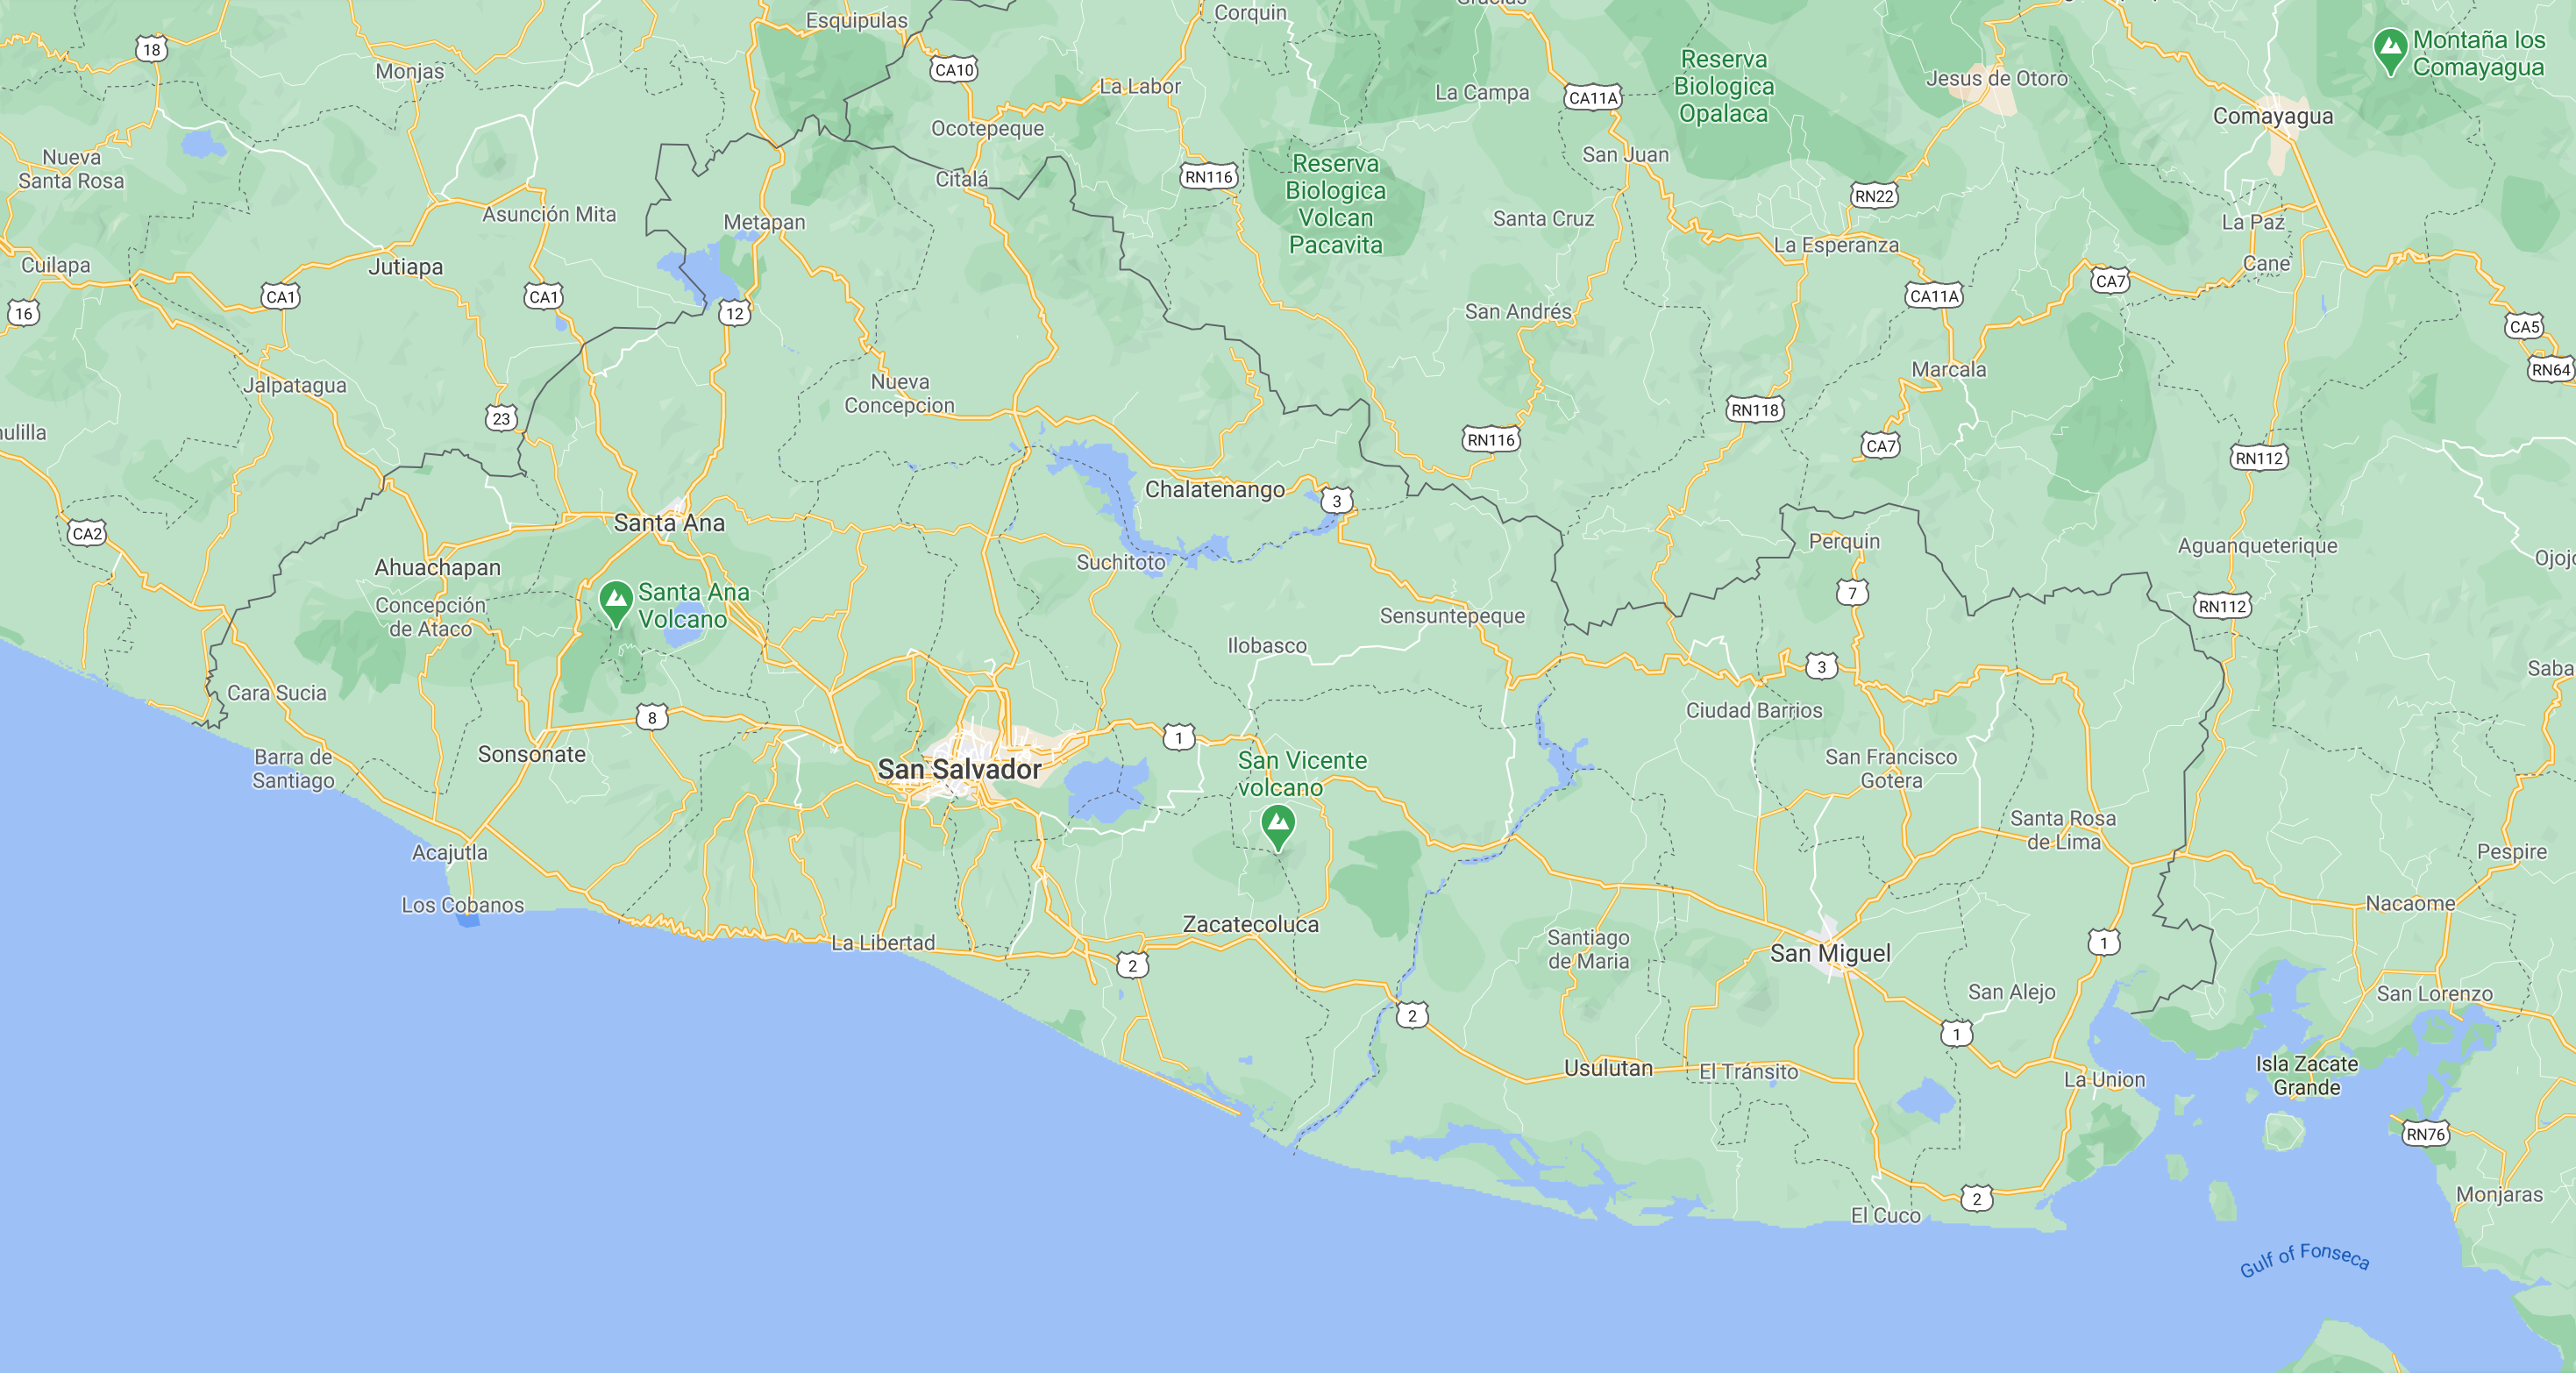 Esquipulas
Corquin
18
Monjas
CA10
La Labor
La Campa
CA11A
Reserva
Biologica
Opalaca
Jesus de Otoro
Montaña los
Comayagua
Comayagua
Ocotepeque
Nueva
Santa Rosa
San Juan
Citalá
RN116
Reserva
Biologica
Volcan
Pacavita
RN22
Asunción Mita
Metapan
Santa Cruz
La Paz
La Esperanza
Cuilapa
Jutiapa
Cane
CA7
CA1
CA1
CA11A
16
12
San Andrés
CA5
Jalpatagua
Nueva
Concepcion
Marcala
RN64
23
RN118
RN116
CA7
RN112
Chalatenango
3
Santa Ana
CA2
Perquin
Aguanqueterique
Suchitoto
Ahuachapan
Santa Ana
Volcano
7
Concepción
de Ataco
Sensuntepeque
RN112
Ilobasco
3
Cara Sucia
8
Ciudad Barrios
1
Sonsonate
Barra de
Santiago
San Salvador
San Vicente
volcano
San Francisco
Gotera
Santa Rosa
de Lima
Acajutla
Pespire
Los Cobanos
Nacaome
La Libertad
Zacatecoluca
Santiago
de Maria
San Miguel
1
2
San Alejo
San Lorenzo
2
1
Usulutan
El Tránsito
La Union
Isla Zacate
Grande
RN76
Monjaras
2
El Cuco
Gulf of Fonseca